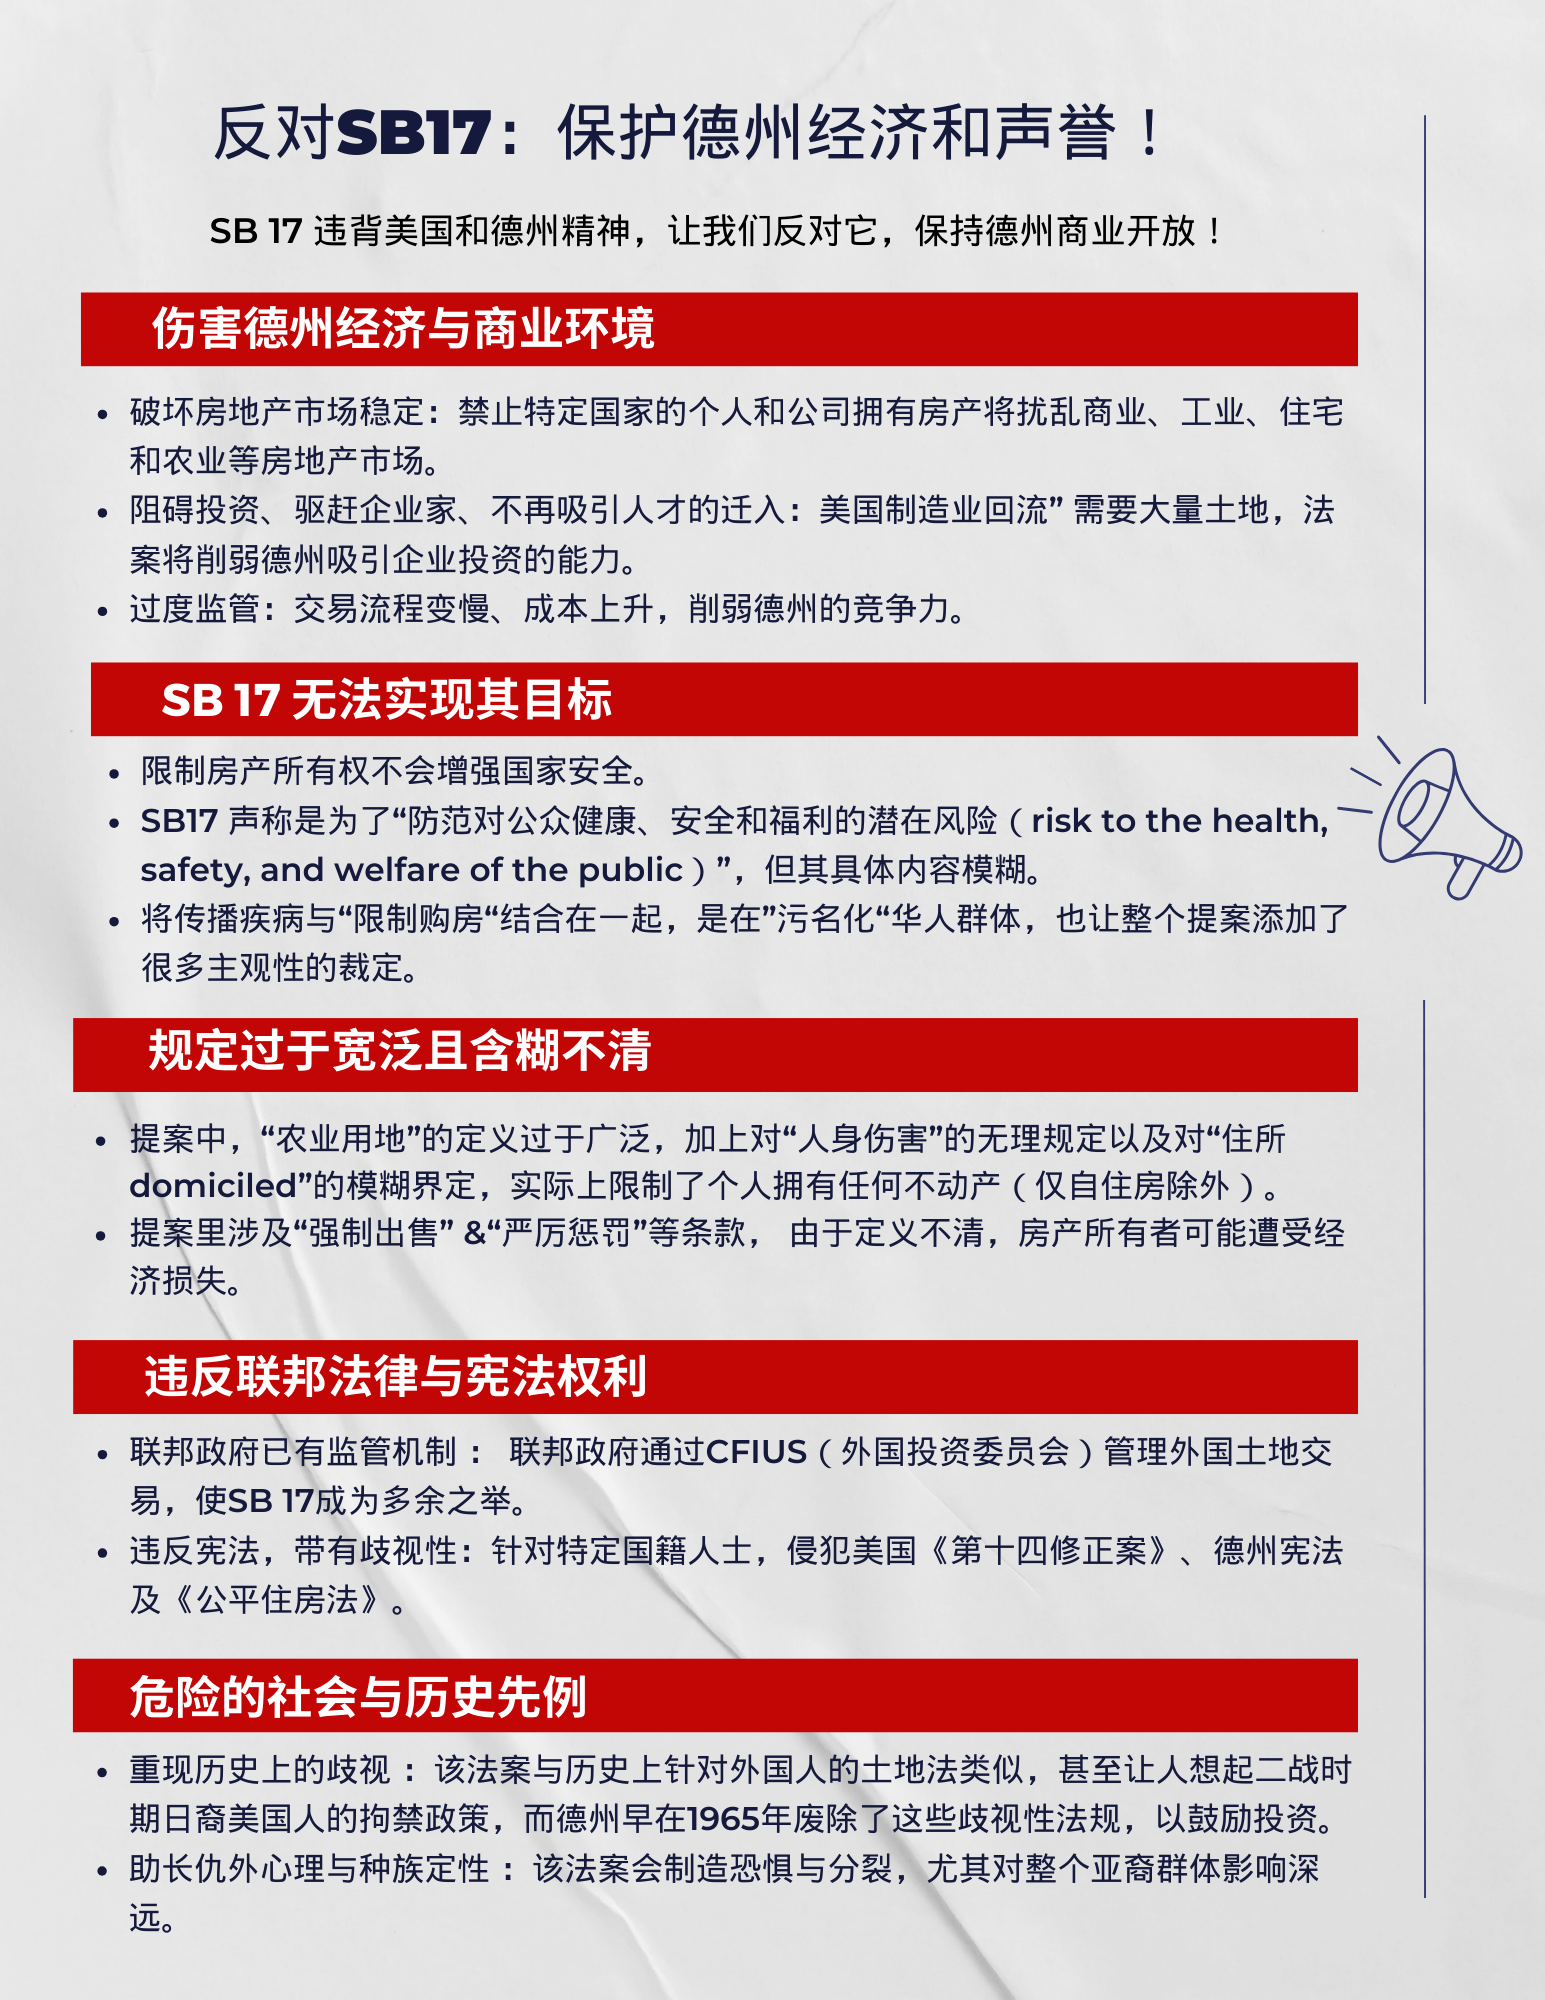 反对SB17：保护德州经济和声誉！
SB 17 违背美国和德州精神，让我们反对它，保持德州商业开放！
伤害德州经济与商业环境
• 破坏房地产市场稳定：禁止特定国家的个人和公司拥有房产将扰乱商业、工业、住宅
和农业等房地产市场。
• 阻碍投资、驱赶企业家、不再吸引人才的迁入：美国制造业回流” 需要大量土地，法
案将削弱德州吸引企业投资的能力。
• 过度监管：交易流程变慢、成本上升，削弱德州的竞争力。
SB 17 无法实现其目标
• 限制房产所有权不会增强国家安全。
• SB17 声称是为了“防范对公众健康、安全和福利的潜在风险（risk to the health,
safety, and welfare of the public）”，但其具体内容模糊。
• 将传播疾病与“限制购房“结合在一起，是在”污名化“华人群体，也让整个提案添加了
很多主观性的裁定。
规定过于宽泛且含糊不清
• 提案中，“农业用地”的定义过于广泛，加上对“人身伤害”的无理规定以及对“住所
domiciled”的模糊界定，实际上限制了个人拥有任何不动产（仅自住房除外）。
• 提案里涉及“强制出售” &“严厉惩罚”等条款， 由于定义不清，房产所有者可能遭受经
济损失。
违反联邦法律与宪法权利
• 联邦政府已有监管机制 ： 联邦政府通过CFIUS（外国投资委员会）管理外国土地交
易，使SB 17成为多余之举。
• 违反宪法，带有歧视性：针对特定国籍人士，侵犯美国《第十四修正案》、德州宪法
及《公平住房法》。
危险的社会与历史先例
• 重现历史上的歧视 ：该法案与历史上针对外国人的土地法类似，甚至让人想起二战时
期日裔美国人的拘禁政策，而德州早在1965年废除了这些歧视性法规，以鼓励投资。
• 助长仇外心理与种族定性 ：该法案会制造恐惧与分裂，尤其对整个亚裔群体影响深
远。